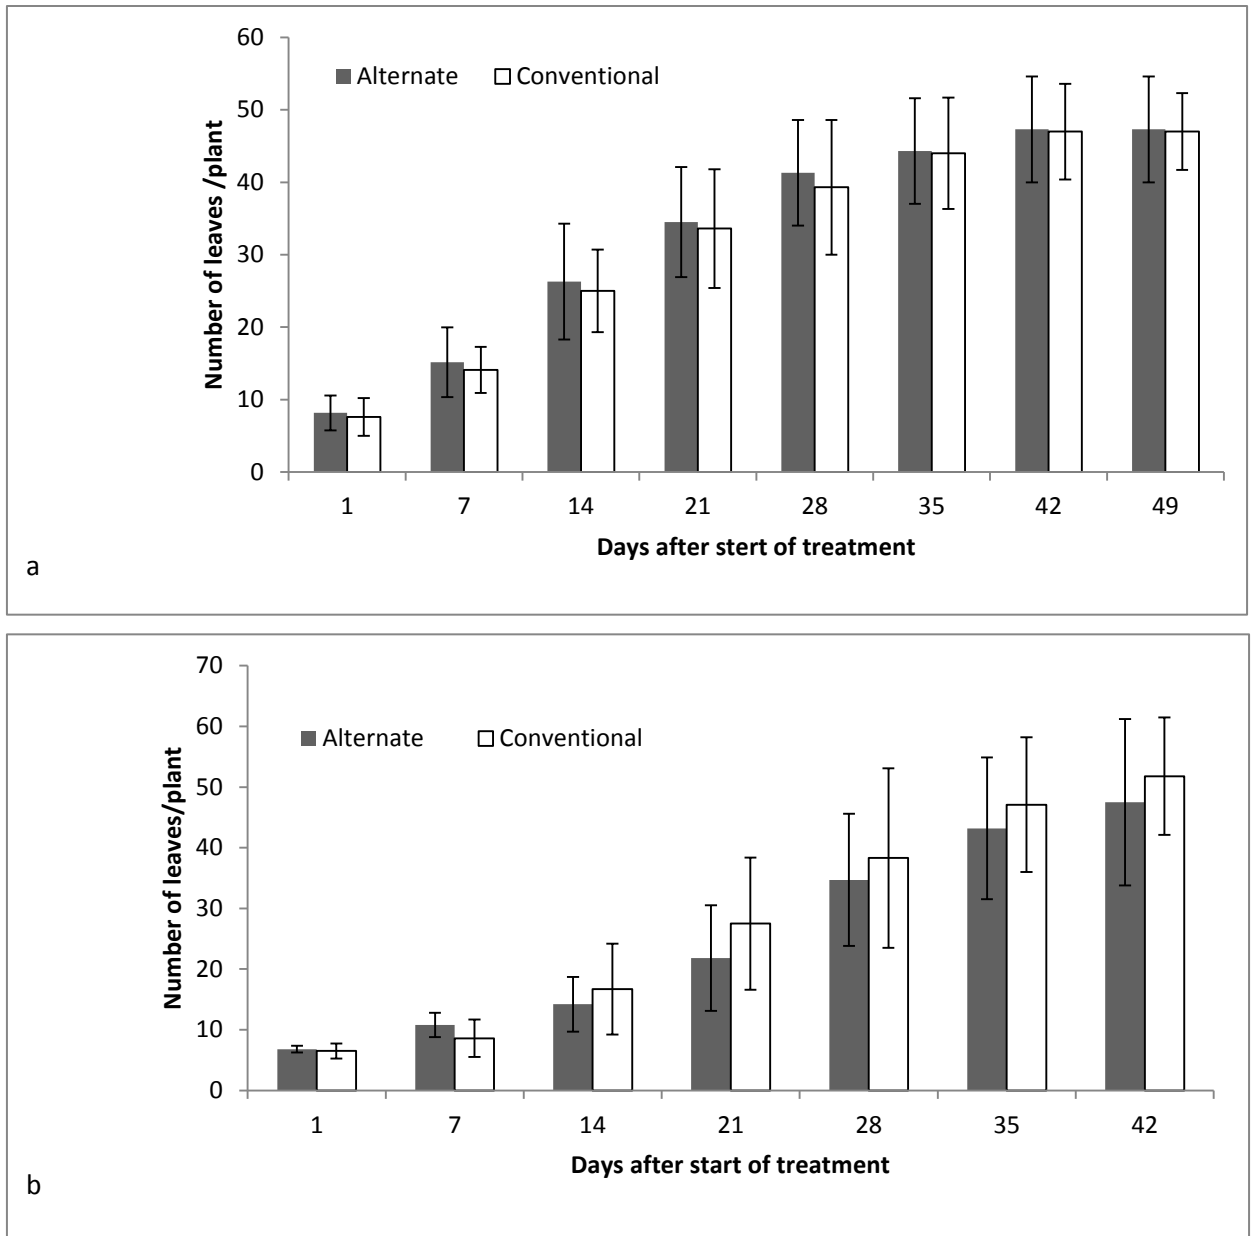 60
50
40
30
20
10
0
Number of leaves /plant
Alternate Conventional
1 7 14 21 28 35 42 49
Days after stert of treatment
a
70
60
50
40
30
20
10
0
Number of leaves/plant
Alternate Conventional
1 7 14 21 28 35 42
Days after start of treatment
b